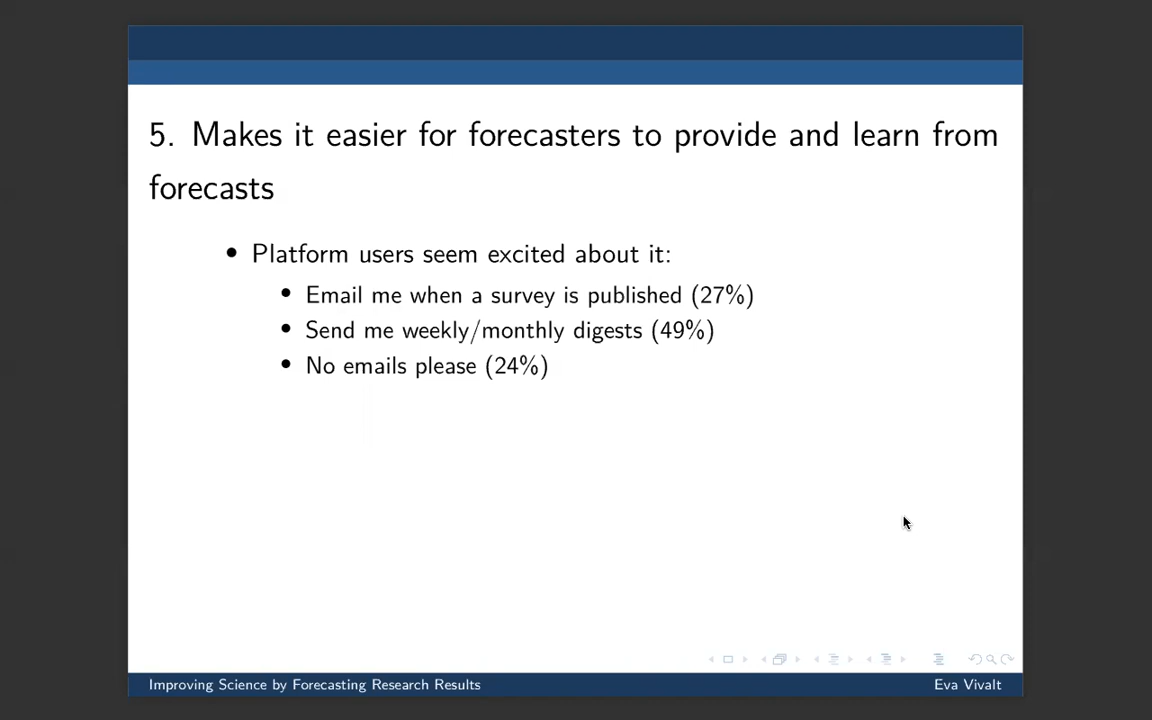 5. Makes it easier for forecasters to provide and learn from
forecasts
• Platform users seem excited about it:
• Email me when a survey is published (27%)
• Send me weekly/monthly digests (49%)
• No emails please (24%)
Improving Science by Forecasting Research Results
Eva Vivalt